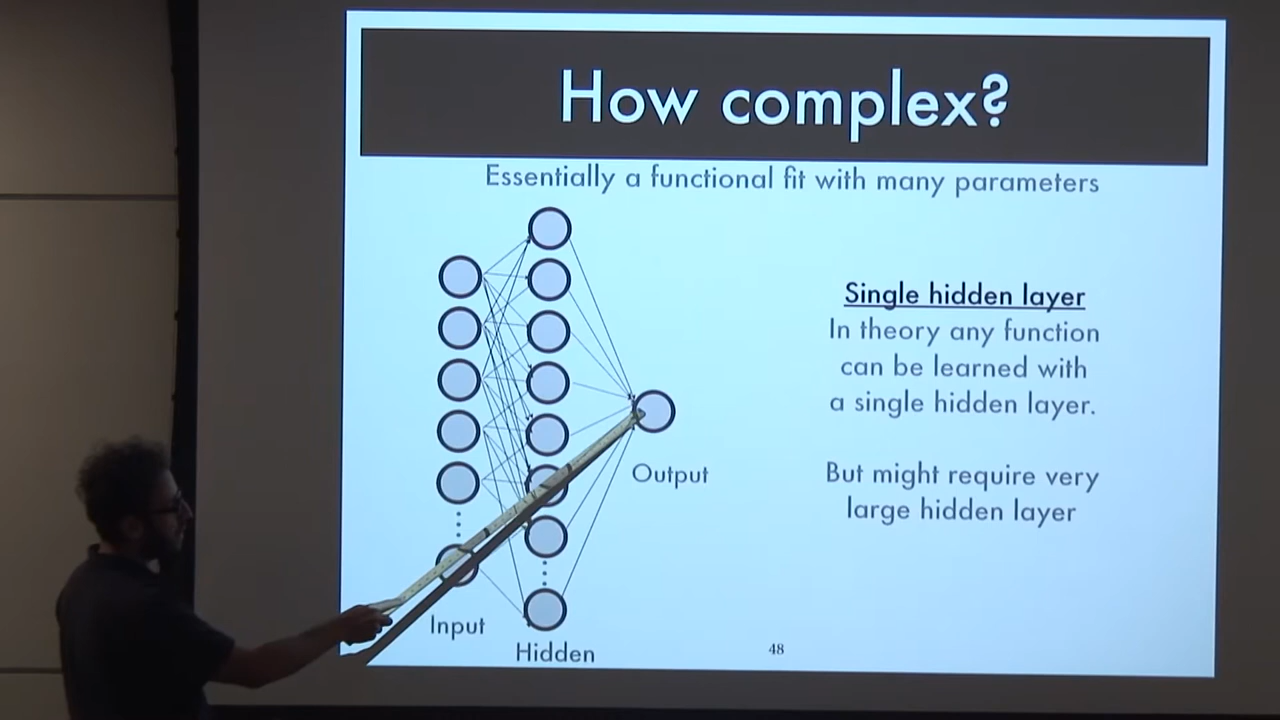 How complex?
Essentially a functional fit with many parameters
Single hidden layer
In theory any function
can be learned with
a single hidden layer.
But might require very
large hidden layer
Output
Input
Hidden
48